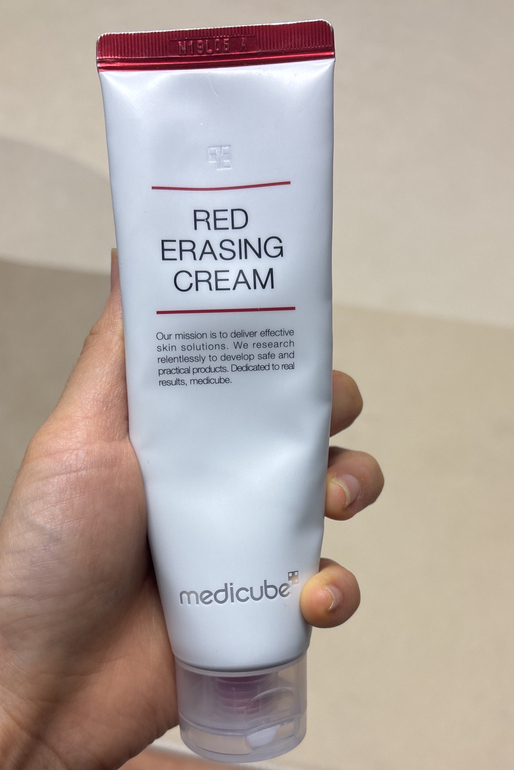 RED
ERASING
CREAM
Our mission is to deliver effective
skin solutions. We research
relentlessly to develop safe and
practical products. Dedicated to real
results, medicube.
medicube